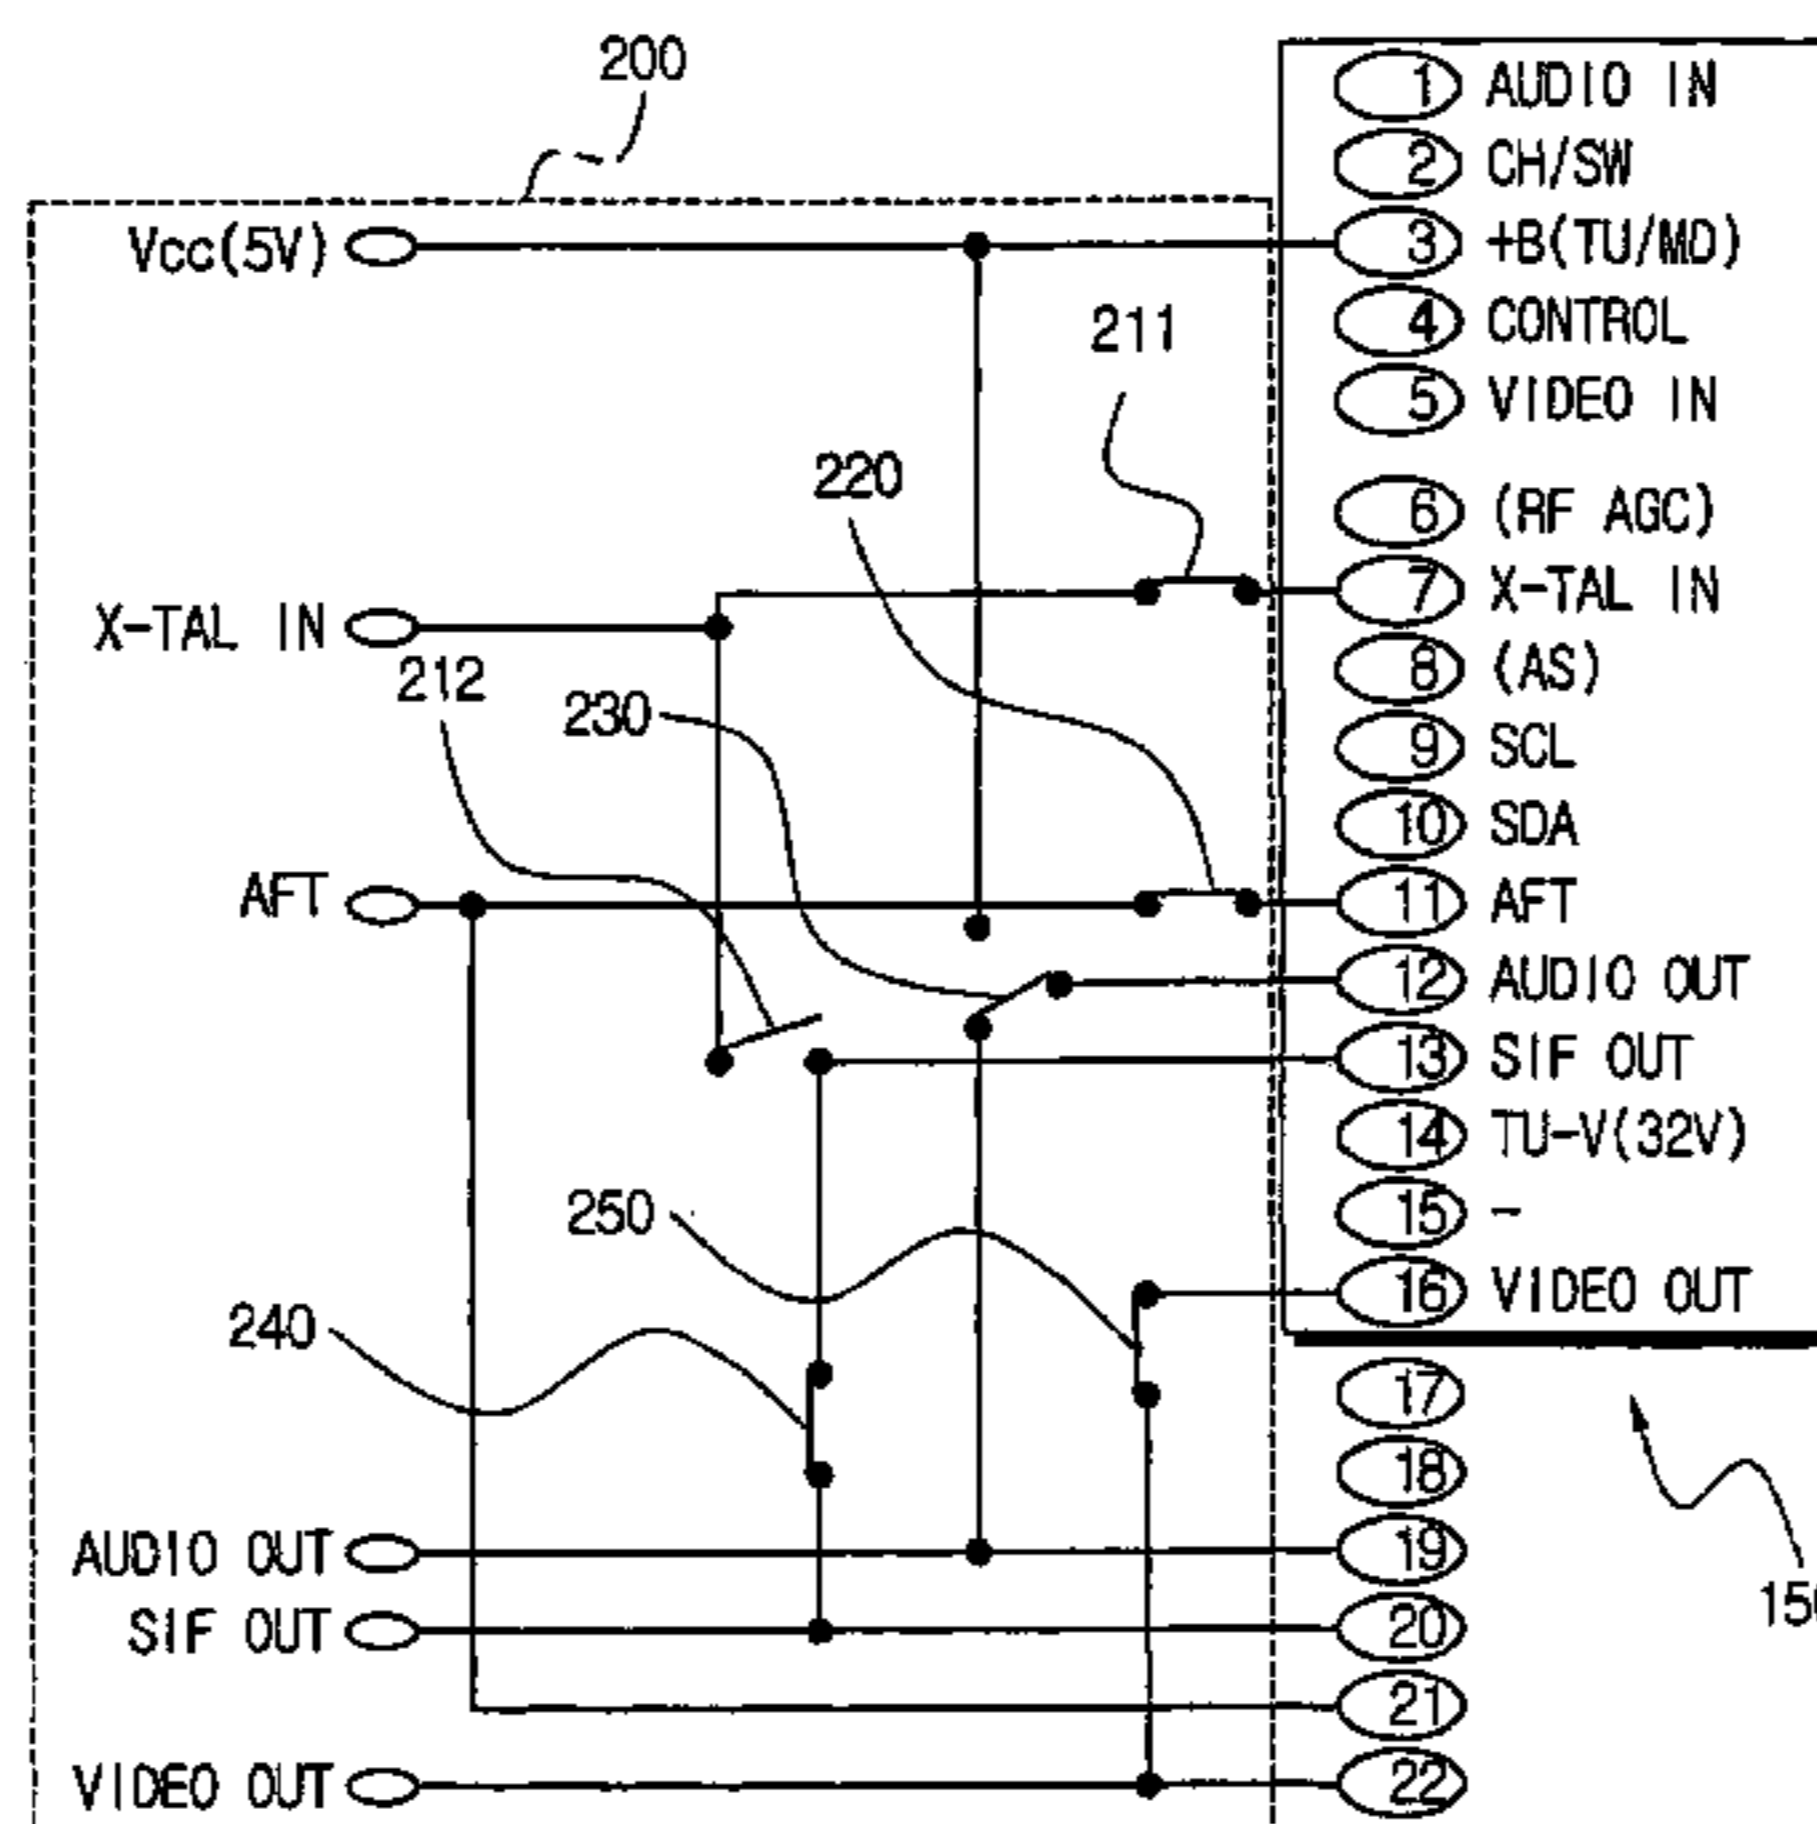 200
1 AUDIO IN
2 CH/SW
Vcc(5V)
3 +B(TU/MD)
211
4 CONTROL
5 VIDEO IN
220
6 (RF AGC)
7 X-TAL IN
X-TAL IN
212
8 (AS)
230
9 SCL
10 SDA
AFT
11 AFT
12 AUDIO OUT
13 SIF OUT
14 TU-V(32V)
250
15 -
240
16 VIDEO OUT
17
18
AUDIO OUT
19
SIF OUT
20
21
VIDEO OUT
22